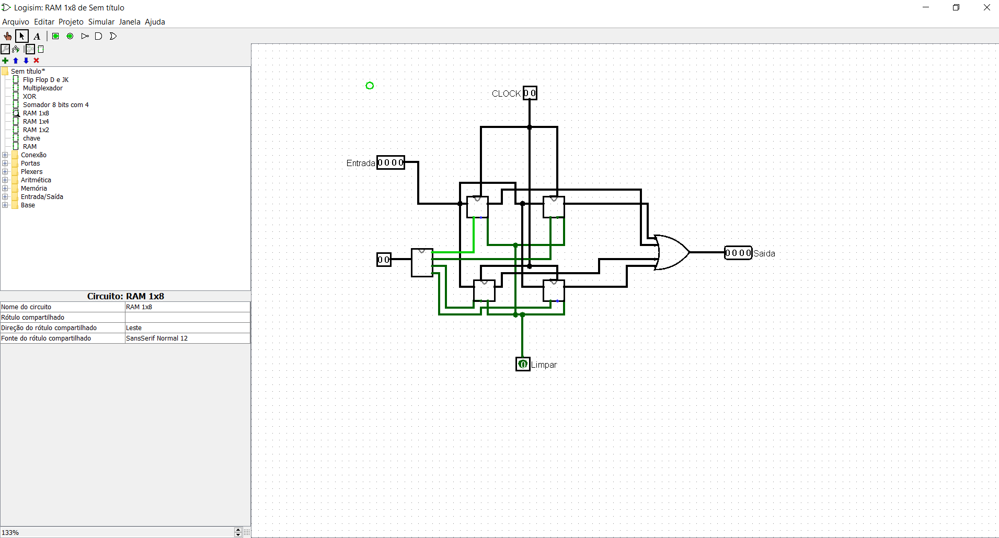 Logisim: RAM 1x8 de Sem título
Arquivo Editar Projeto Simular Janela Ajuda
A
Sem título*
Flip Flop D e JK
Multiplexador
XOR
Somador 8 bits com 4
RAM 1x8
RAM 1x4
RAM 1x2
chave
RAM
Conexão
Portas
Plexers
Aritmética
Memória
Entrada/Saída
Base
Circuito: RAM 1x8
Nome do circuito RAM 1x8
Rótulo compartilhado
Direção do rótulo compartilhado Leste
Fonte do rótulo compartilhado SansSerif Normal 12
133%
CLOCK 0 0
Entrada 0 0 0 0
0 0
0 0 0 0 Saida
0 Limpar